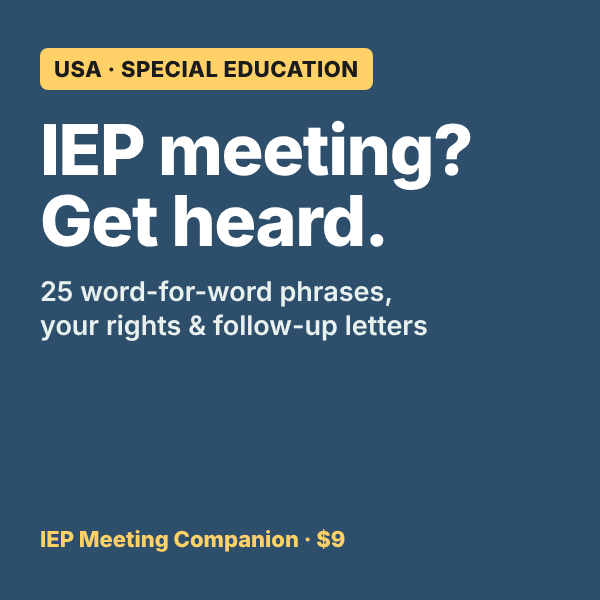 USA · SPECIAL EDUCATION
IEP meeting?
Get heard.
25 word-for-word phrases,
your rights & follow-up letters
IEP Meeting Companion · $9